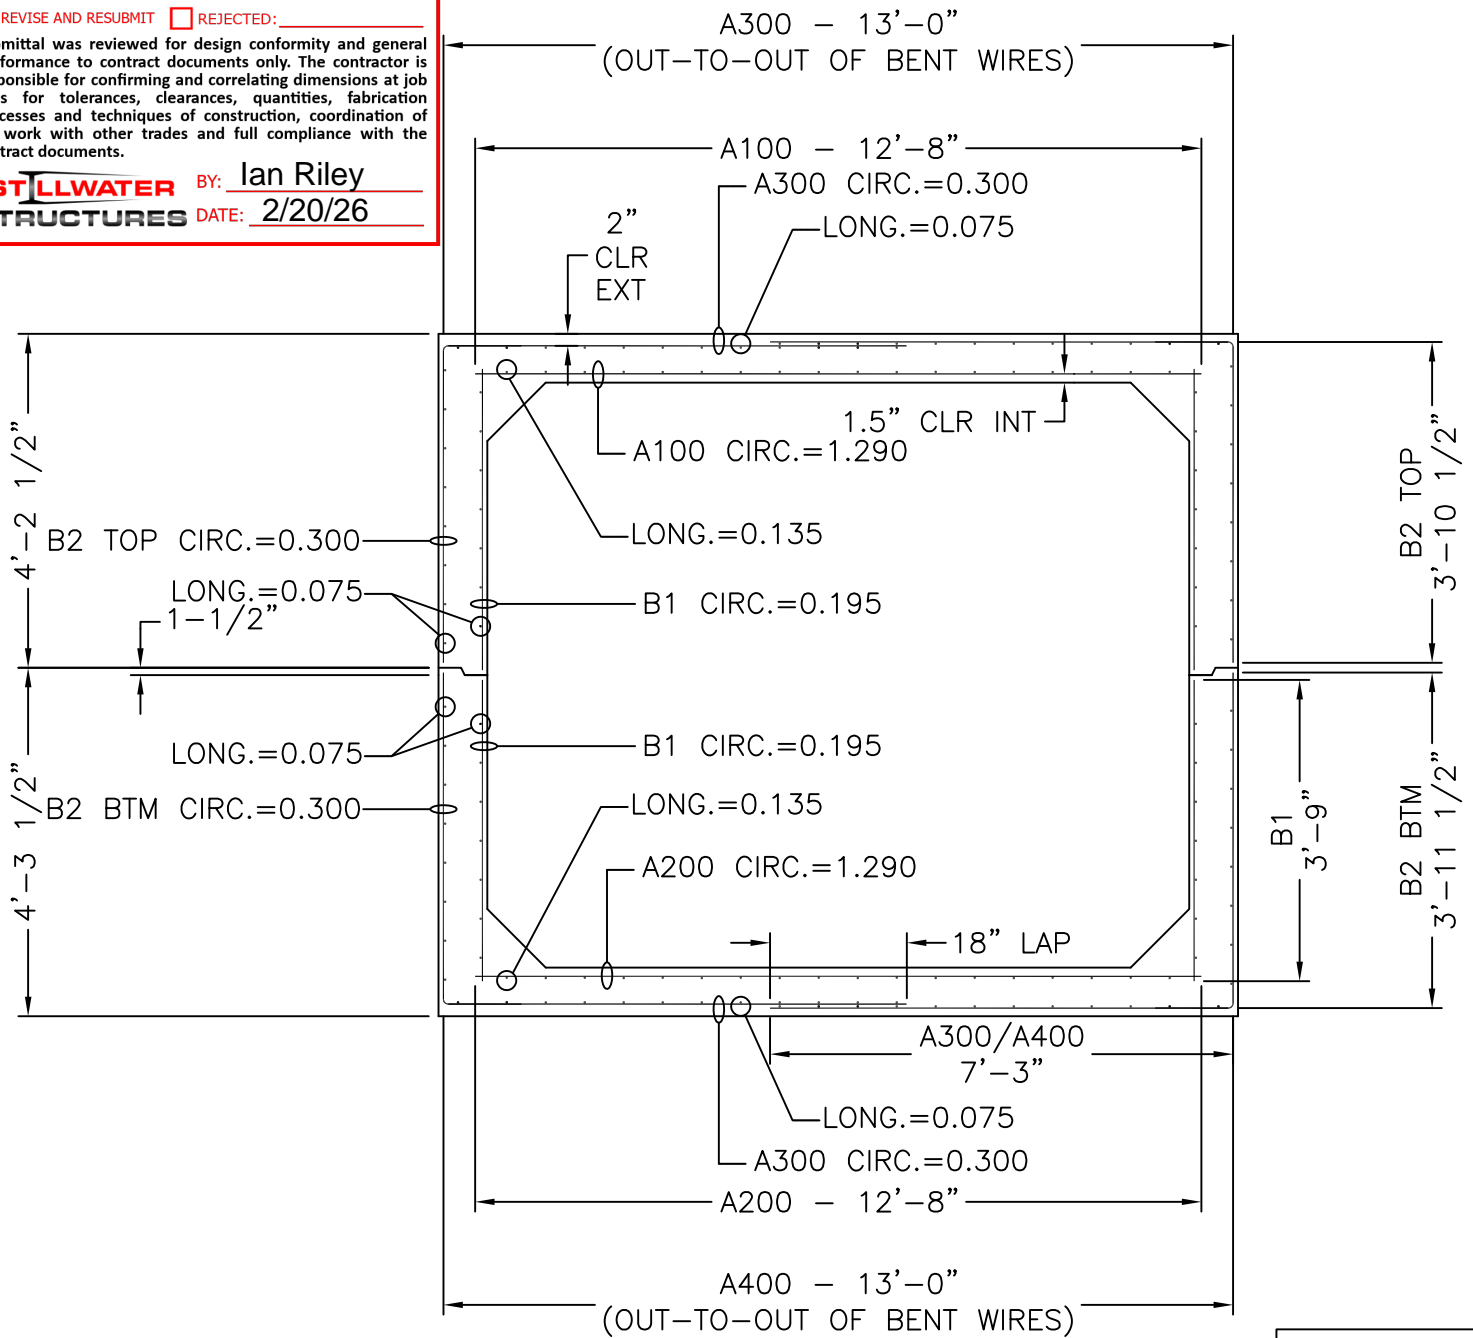 REVISE AND RESUBMIT REJECTED:
mittal was reviewed for design conformity and general
formance to contract documents only. The contractor is
ponsible for confirming and correlating dimensions at job
s for tolerances, clearances, quantities, fabrication
cesses and techniques of construction, coordination of
work with other trades and full compliance with the
tract documents.
STILLWATER
TRUCTURES
BY: Ian Riley
DATE: 2/20/26
A300 – 13'–0"
(OUT–TO–OUT OF BENT WIRES)
A100 – 12'–8"
A300 CIRC.=0.300
LONG.=0.075
2"
CLR
EXT
1.5" CLR INT
A100 CIRC.=1.290
LONG.=0.135
4'–2 1/2"
B2 TOP
3'–10 1/2"
B2 TOP CIRC.=0.300
LONG.=0.075
1–1/2"
B1 CIRC.=0.195
LONG.=0.075
B1 CIRC.=0.195
B2 BTM CIRC.=0.300
LONG.=0.135
4'–3 1/2"
B1
3'–9"
B2 BTM
3'–11 1/2"
A200 CIRC.=1.290
18" LAP
A300/A400
7'–3"
LONG.=0.075
A300 CIRC.=0.300
A200 – 12'–8"
A400 – 13'–0"
(OUT–TO–OUT OF BENT WIRES)